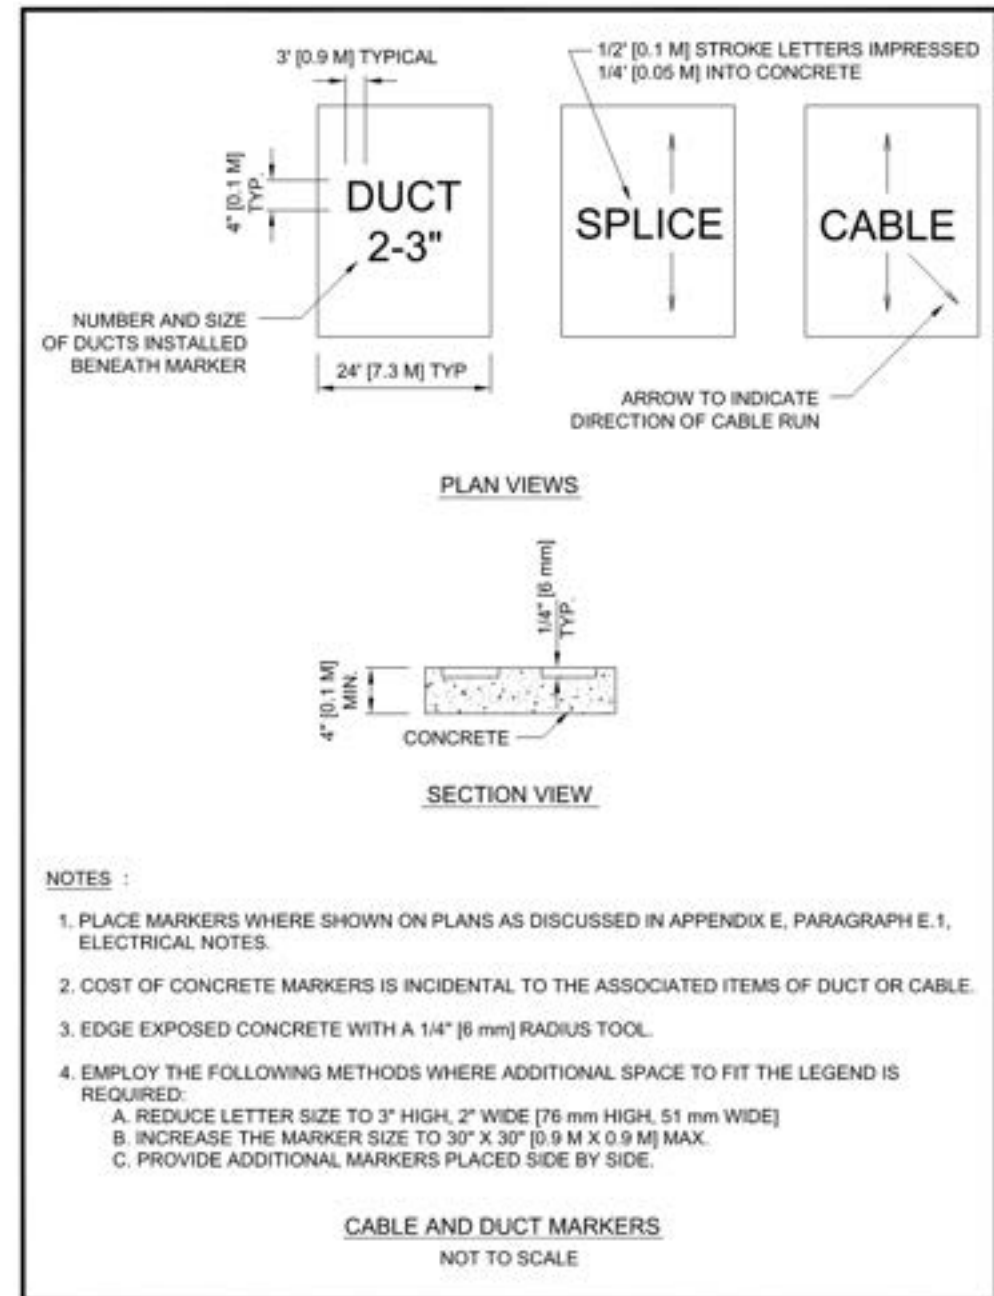 3' [0.9 M] TYPICAL
1/2' [0.1 M] STROKE LETTERS IMPRESSED
1/4' [0.05 M] INTO CONCRETE
4" [0.1 M]
TYP.
DUCT
2-3"
SPLICE
CABLE
NUMBER AND SIZE
OF DUCTS INSTALLED
BENEATH MARKER
24' [7.3 M] TYP
ARROW TO INDICATE
DIRECTION OF CABLE RUN
PLAN VIEWS
1/4" [6 mm]
TYP.
4" [0.1 M]
MIN.
CONCRETE
SECTION VIEW
NOTES :
1. PLACE MARKERS WHERE SHOWN ON PLANS AS DISCUSSED IN APPENDIX E, PARAGRAPH E.1,
ELECTRICAL NOTES.
2. COST OF CONCRETE MARKERS IS INCIDENTAL TO THE ASSOCIATED ITEMS OF DUCT OR CABLE.
3. EDGE EXPOSED CONCRETE WITH A 1/4" [6 mm] RADIUS TOOL.
4. EMPLOY THE FOLLOWING METHODS WHERE ADDITIONAL SPACE TO FIT THE LEGEND IS
REQUIRED:
A. REDUCE LETTER SIZE TO 3" HIGH, 2" WIDE [76 mm HIGH, 51 mm WIDE]
B. INCREASE THE MARKER SIZE TO 30" X 30" [0.9 M X 0.9 M] MAX.
C. PROVIDE ADDITIONAL MARKERS PLACED SIDE BY SIDE.
CABLE AND DUCT MARKERS
NOT TO SCALE